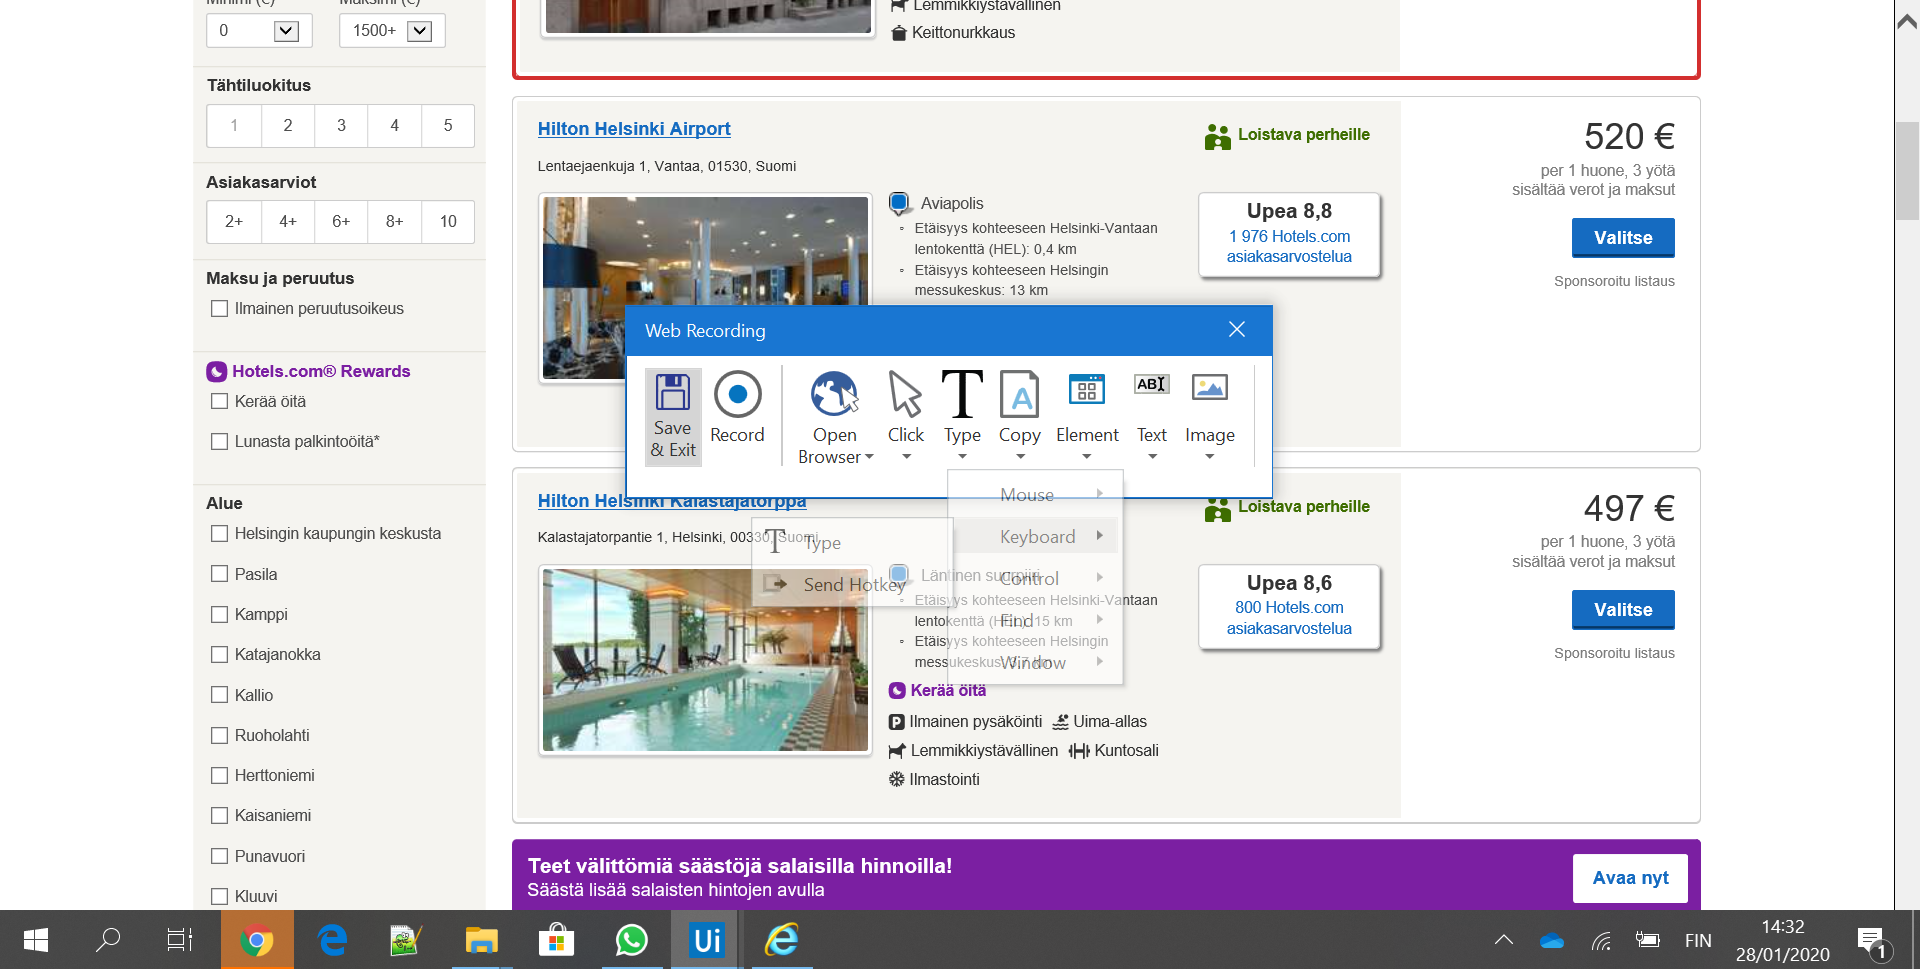 Minimi (€) Maksimi (€)
0 1500+
Tähtiluokitus
1 2 3 4 5
Asiakasarviot
2+ 4+ 6+ 8+ 10
Maksu ja peruutus
Ilmainen peruutusoikeus
Hotels.com® Rewards
Kerää öitä
Lunasta palkintoöitä*
Alue
Helsingin kaupungin keskusta
Pasila
Kamppi
Katajanokka
Kallio
Ruoholahti
Herttoniemi
Kaisaniemi
Punavuori
Kluuvi
Lemmikkiystävällinen
Keittonurkkaus
Hilton Helsinki Airport
Lentaejaenkuja 1, Vantaa, 01530, Suomi
Aviapolis
Etäisyys kohteeseen Helsinki-Vantaan
lentokenttä (HEL): 0,4 km
Etäisyys kohteeseen Helsingin
messukeskus: 13 km
Loistava perheille
Upea 8,8
1 976 Hotels.com
asiakasarvostelua
520 €
per 1 huone, 3 yötä
sisältää verot ja maksut
Valitse
Sponsoroitu listaus
Web Recording
Save
& Exit
Record
Open
Browser
Click
Type
Copy
Element
ABI
Text
Image
Mouse
Keyboard
Control
Find
Window
Type
Send Hotkey
Hilton Helsinki Kalastajatorppa
Kalastajatorpantie 1, Helsinki, 00330, Suomi
Läntinen suurpiiri
Etäisyys kohteeseen Helsinki-Vantaan
lentokenttä (HEL): 15 km
Etäisyys kohteeseen Helsingin
messukeskus: 3,7 km
Kerää öitä
Ilmainen pysäköinti Uima-allas
Lemmikkiystävällinen Kuntosali
Ilmastointi
Loistava perheille
Upea 8,6
800 Hotels.com
asiakasarvostelua
497 €
per 1 huone, 3 yötä
sisältää verot ja maksut
Valitse
Sponsoroitu listaus
Teet välittömiä säästöjä salaisilla hinnoilla!
Säästä lisää salaisten hintojen avulla
Avaa nyt
Ui
FIN
14:32
28/01/2020
1